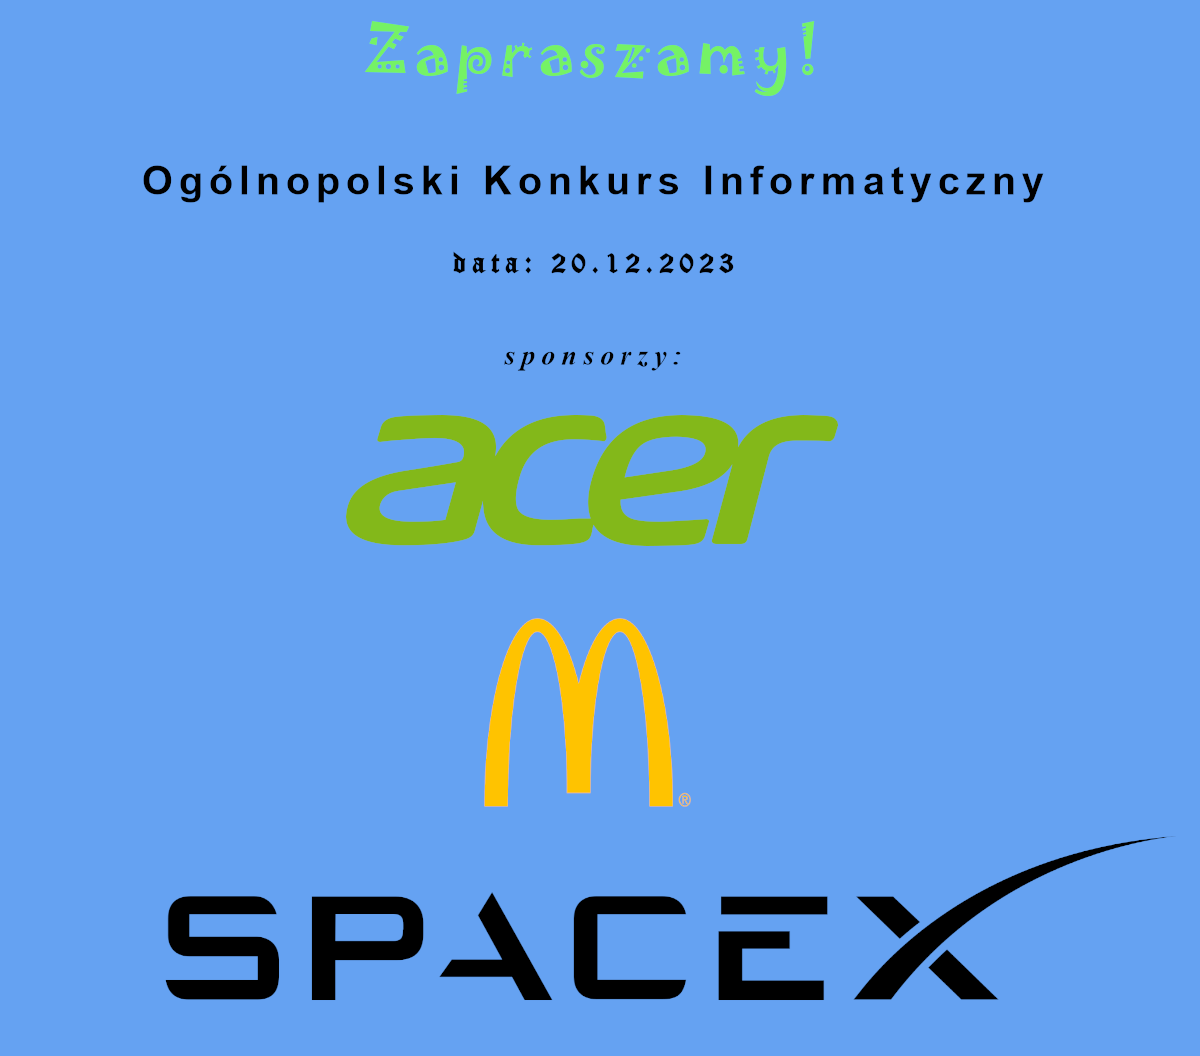 Zapraszamy!
Ogólnopolski Konkurs Informatyczny
data: 20.12.2023
sponsorzy:
acer
M®
SPACEX